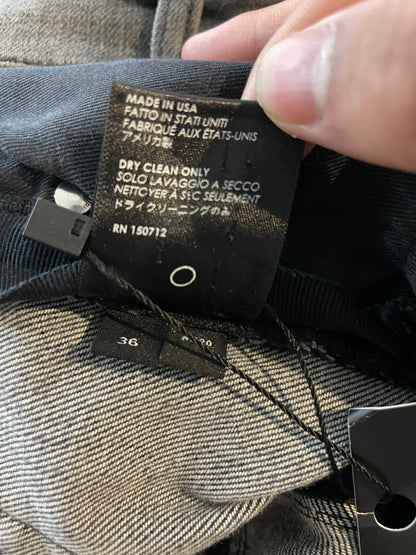 MADE IN USA
FATTO IN STATI UNITI
FABRIQUÉ AUX ÉTATS-UNIS
アメリカ製
DRY CLEAN ONLY
SOLO LAVAGGIO A SECCO
NETTOYER À SEC SEULEMENT
ドライクリーニングのみ
RN 150712
36